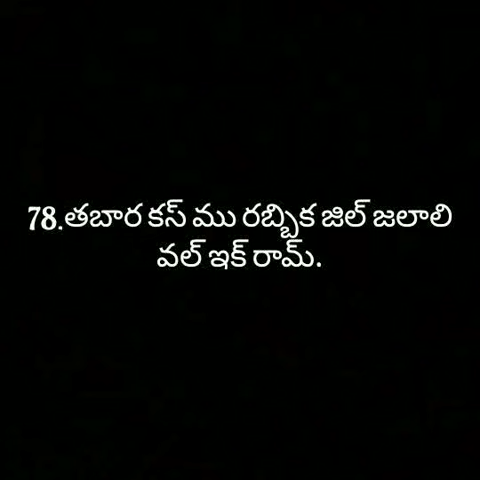 78.తబార కస్ ము రబ్బిక జిల్ జలాలి
వల్ ఇక్ రామ్.